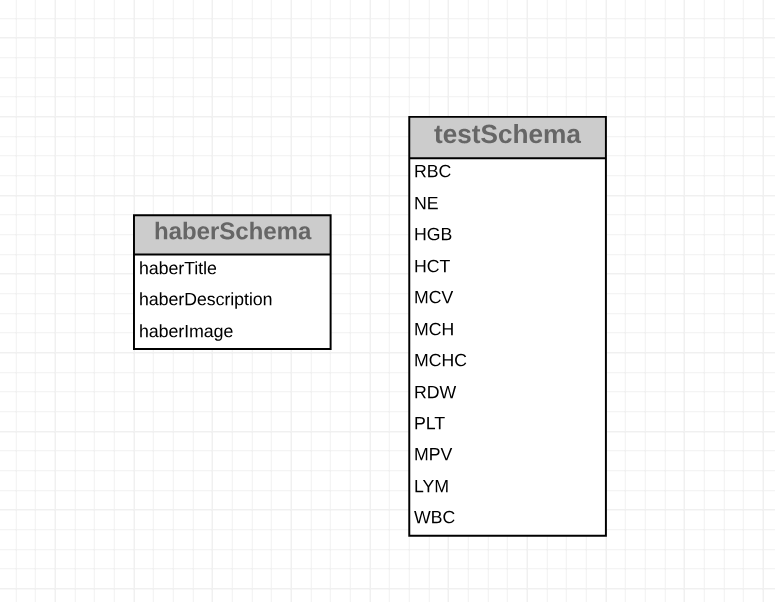 haberSchema
haberTitle
haberDescription
haberImage
testSchema
RBC
NE
HGB
HCT
MCV
MCH
MCHC
RDW
PLT
MPV
LYM
WBC